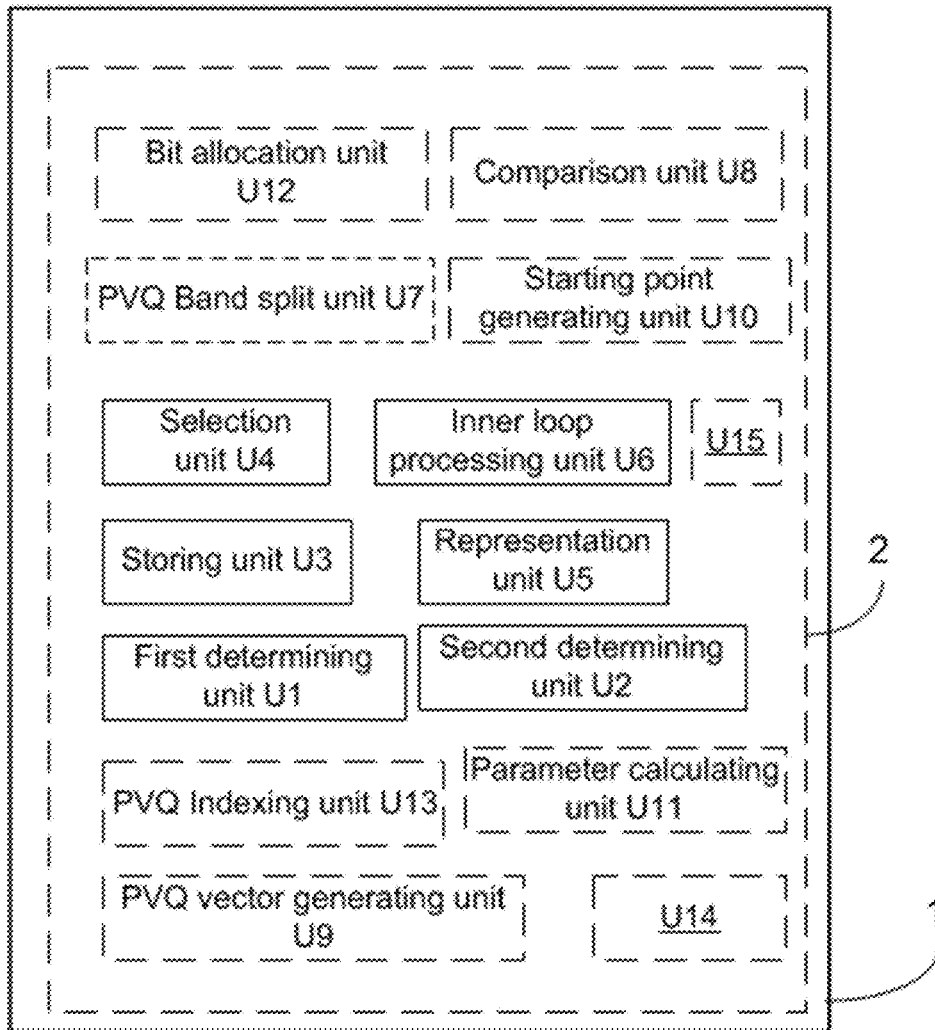 Bit allocation unit
U12
Comparison unit U8
PVQ Band split unit U7
Starting point
generating unit U10
Selection
unit U4
Inner loop
processing unit U6
U15
Storing unit U3
Representation
unit U5
2
First determining
unit U1
Second determining
unit U2
PVQ Indexing unit U13
Parameter calculating
unit U11
PVQ vector generating unit
U9
U14
1